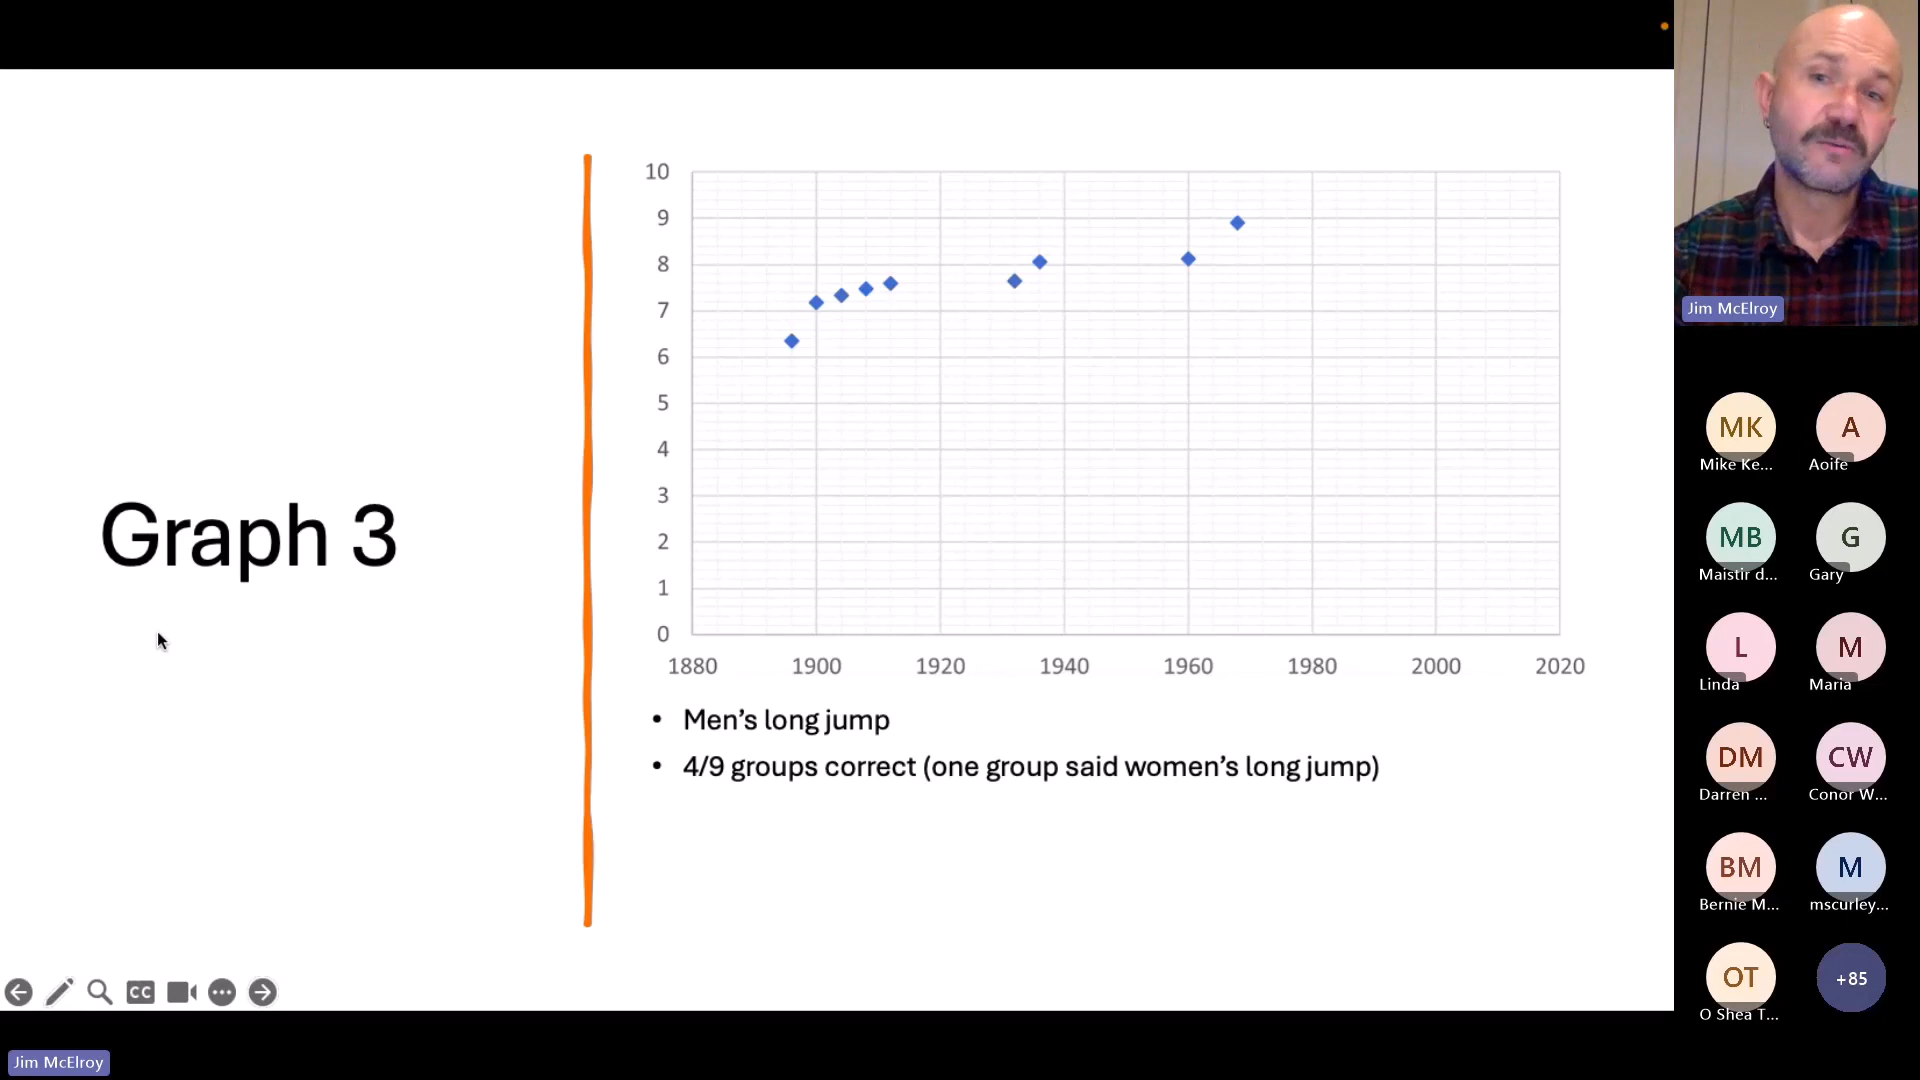 Graph 3
10
9
8
7
6
5
4
3
2
1
0
1880 1900 1920 1940 1960 1980 2000 2020
• Men’s long jump
• 4/9 groups correct (one group said women’s long jump)
CC
Jim McElroy
Jim McElroy
MK A
Mike Ke... Aoife
MB G
Maistir d... Gary
L M
Linda Maria
DM CW
Darren ... Conor W...
BM M
Bernie M... mscurley...
OT +85
O Shea T...